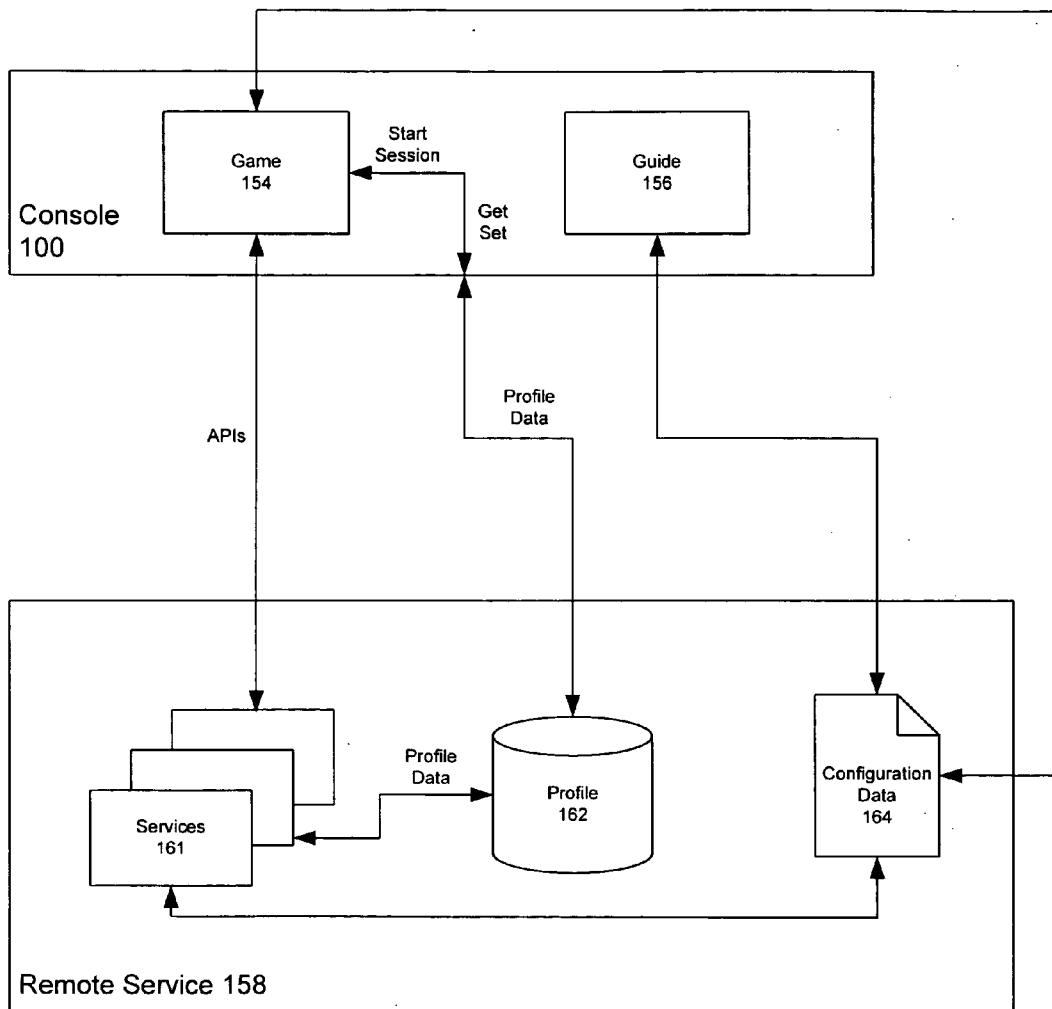 Start
Session
Game
154
Guide
156
Console
100
Get
Set
Profile
Data
APIs
Profile
Data
Services
161
Profile
162
Configuration
Data
164
Remote Service 158